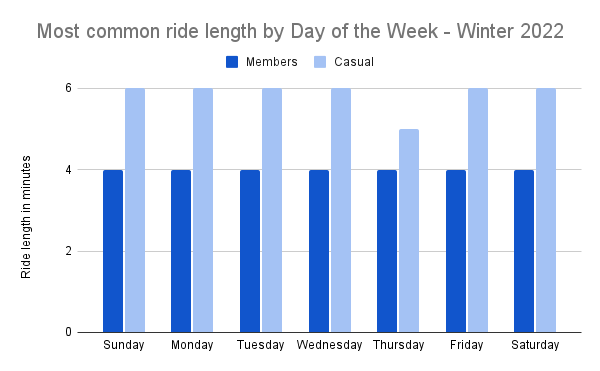 Most common ride length by Day of the Week - Winter 2022
Members Casual
6
4
2
0
Ride length in minutes
Sunday Monday Tuesday Wednesday Thursday Friday Saturday